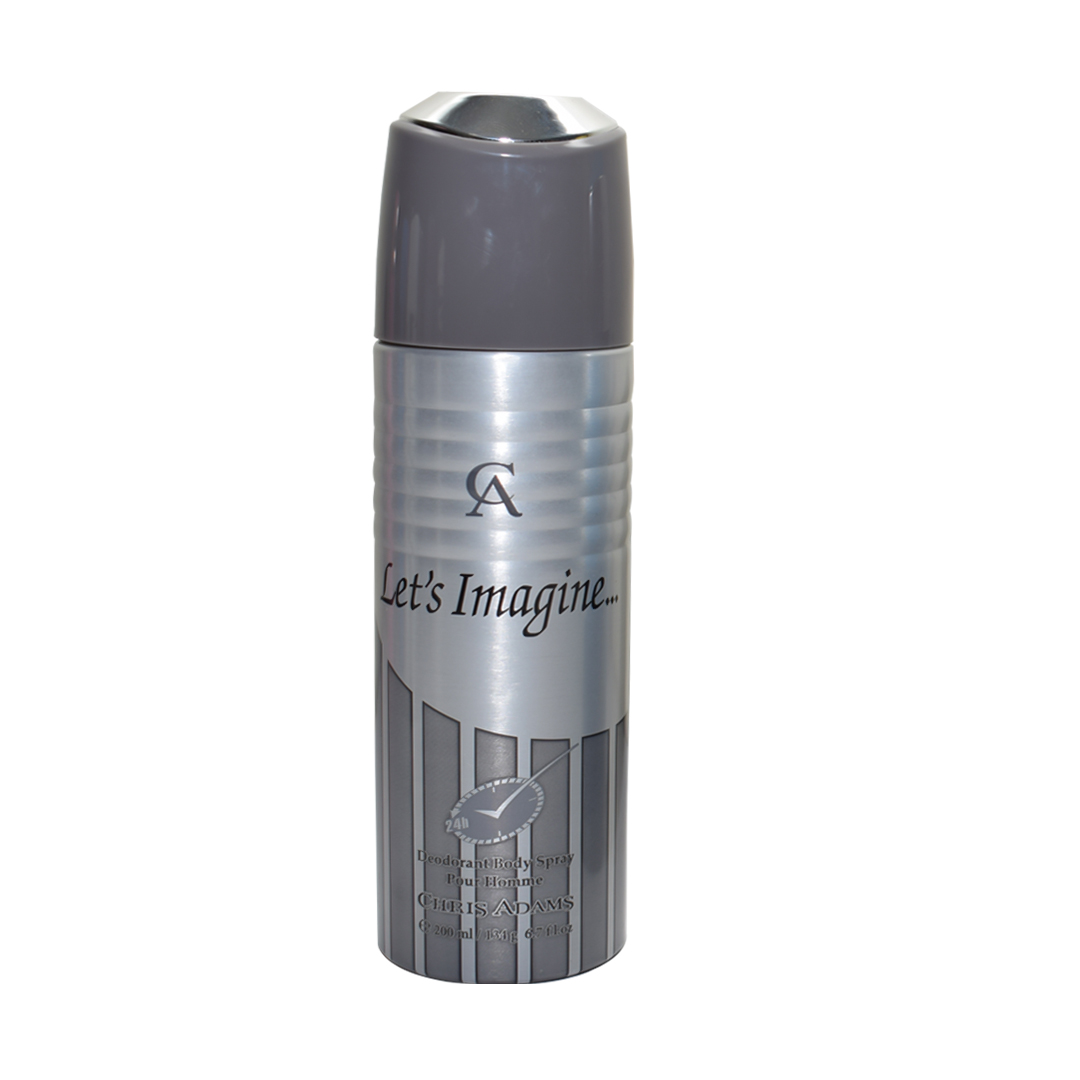 CA
Let's Imagine...
24h
Deodorant Body Spray
Pour Homme
CHRIS ADAMS
℮ 200 ml / 134 g 6.7 fl oz